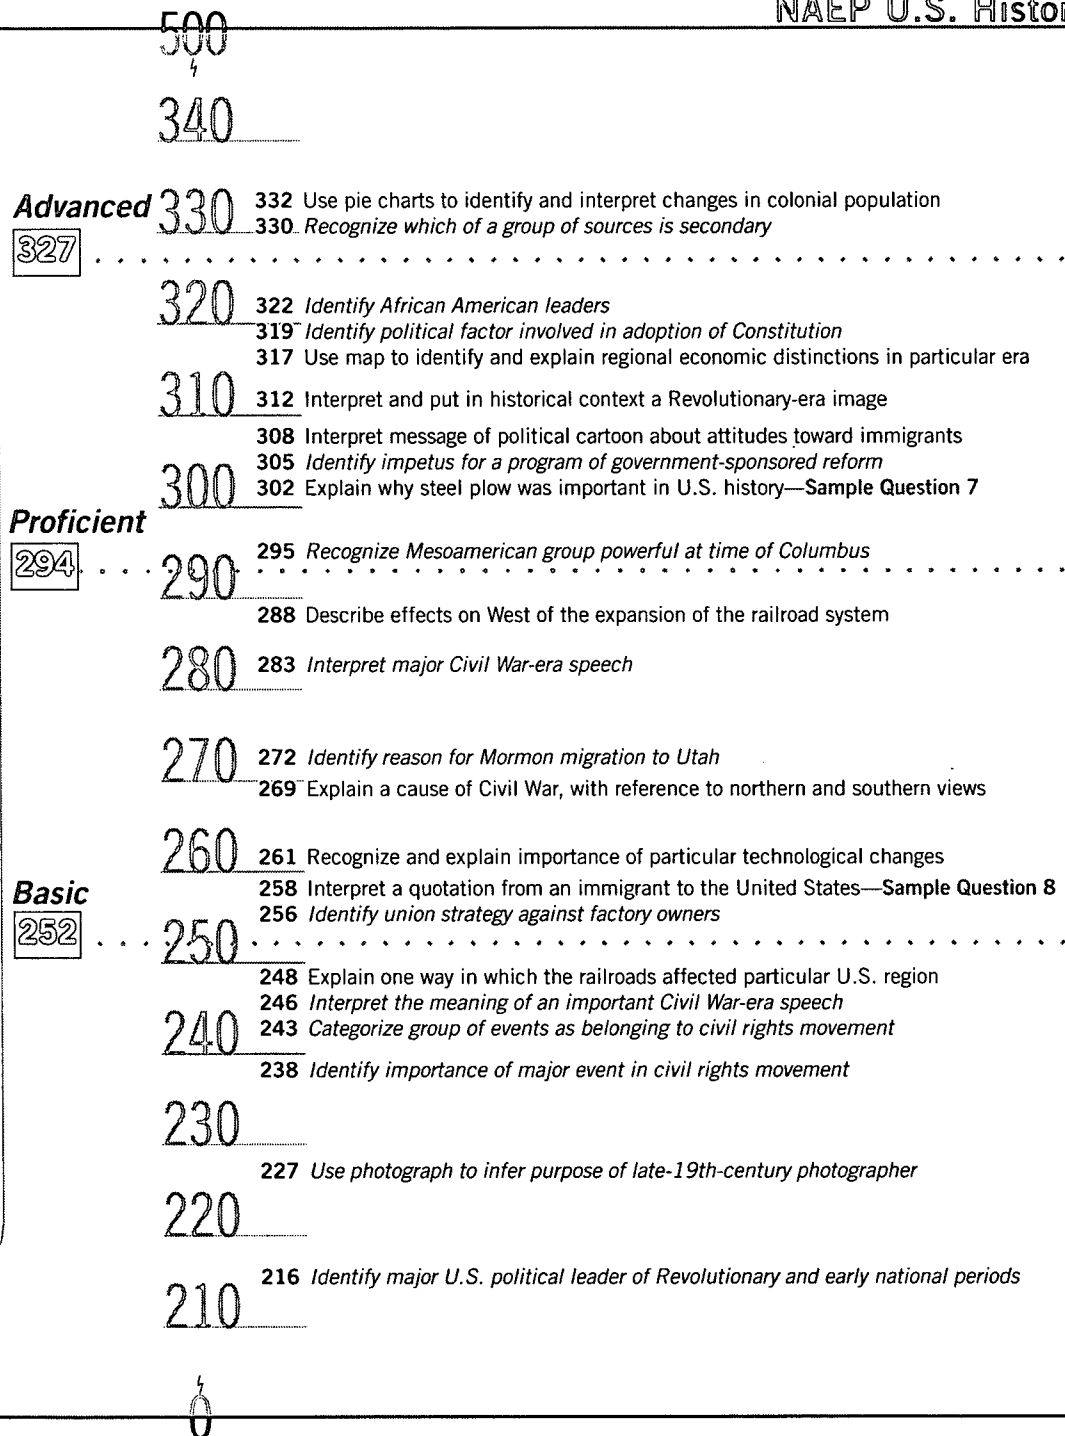 NAEP U.S. Histor
500
340
Advanced 330 332 Use pie charts to identify and interpret changes in colonial population
330 Recognize which of a group of sources is secondary
327
320 322 Identify African American leaders
319 Identify political factor involved in adoption of Constitution
317 Use map to identify and explain regional economic distinctions in particular era
310 312 Interpret and put in historical context a Revolutionary-era image
308 Interpret message of political cartoon about attitudes toward immigrants
305 Identify impetus for a program of government-sponsored reform
300 302 Explain why steel plow was important in U.S. history—Sample Question 7
Proficient
295 Recognize Mesoamerican group powerful at time of Columbus
294 290
288 Describe effects on West of the expansion of the railroad system
280 283 Interpret major Civil War-era speech
270 272 Identify reason for Mormon migration to Utah
269 Explain a cause of Civil War, with reference to northern and southern views
260 261 Recognize and explain importance of particular technological changes
Basic 258 Interpret a quotation from an immigrant to the United States—Sample Question 8
256 Identify union strategy against factory owners
252 250
248 Explain one way in which the railroads affected particular U.S. region
246 Interpret the meaning of an important Civil War-era speech
240 243 Categorize group of events as belonging to civil rights movement
238 Identify importance of major event in civil rights movement
230
227 Use photograph to infer purpose of late-19th-century photographer
220
216 Identify major U.S. political leader of Revolutionary and early national periods
210
0